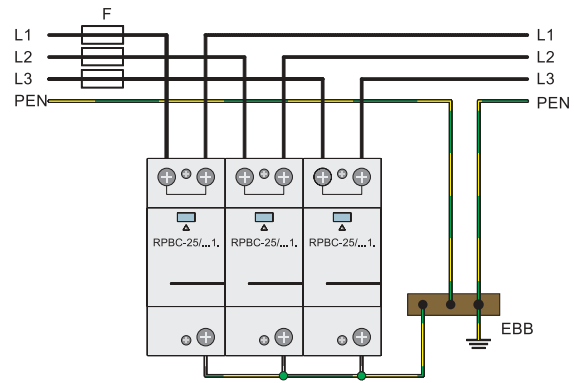 F
L1 L1
L2 L2
L3 L3
PEN PEN
RPBC-25/...1. RPBC-25/...1. RPBC-25/...1.
EBB